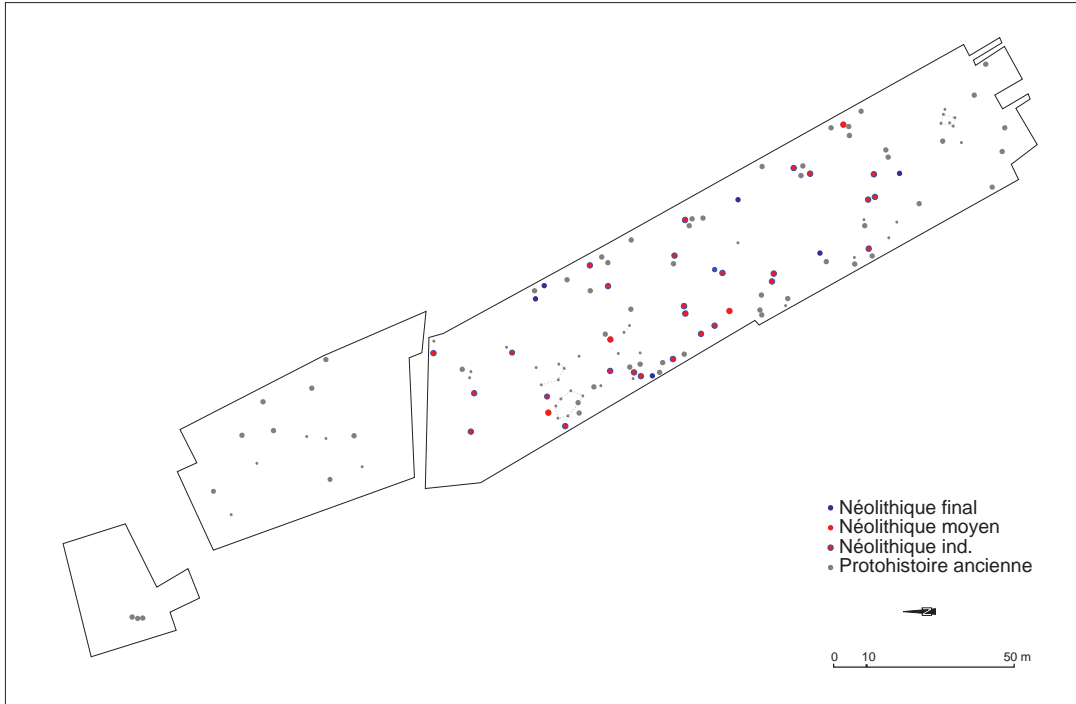 Néolithique final
Néolithique moyen
Néolithique ind.
Protohistoire ancienne
N
0 10 50 m